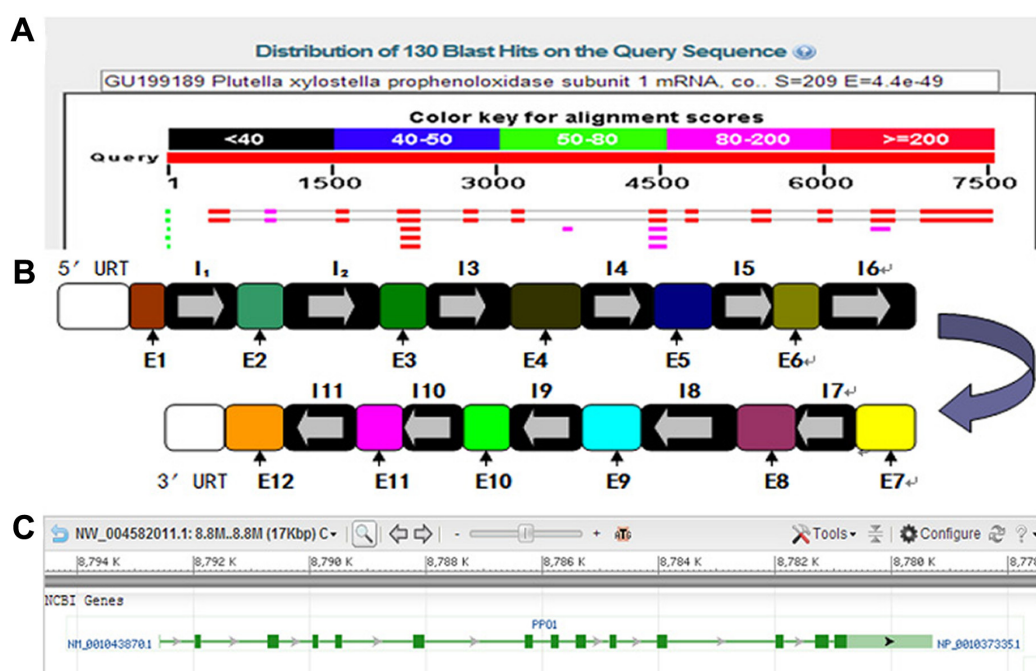 A
Distribution of 130 Blast Hits on the Query Sequence
GU199189 Plutella xylostella prophenoloxidase subunit 1 mRNA, co.. S=209 E=4.4e-49
Color key for alignment scores
<40 40-50 50-80 80-200 >=200
Query
1 1500 3000 4500 6000 7500
B
5′ URT I₁ I₂ I3 I4 I5 I6↵
E1 E2 E3 E4 E5 E6↵
I11 I10 I9 I8 I7↵
3′ URT E12 E11 E10 E9 E8 E7↵
C
NW_004582011.1: 8.8M..8.8M (17Kbp) C - + ATG Tools Configure ?
8,794 K 8,792 K 8,790 K 8,788 K 8,786 K 8,784 K 8,782 K 8,780 K
NCBI Genes
PPO1
NM_001043870.1 NP_001037335.1